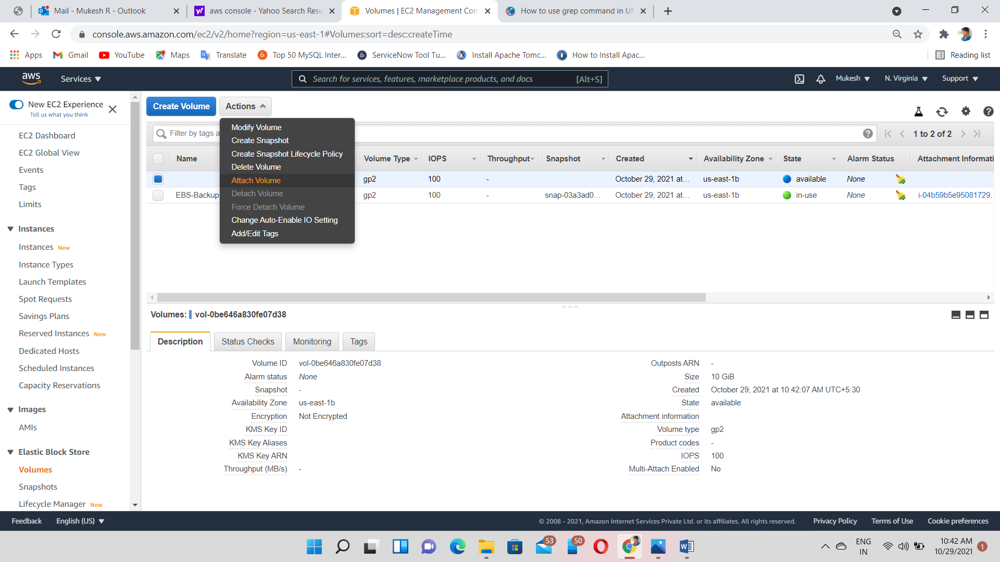 Mail - Mukesh R - Outlook
aws console - Yahoo Search Resu
Volumes | EC2 Management Con
How to use grep command in UN
console.aws.amazon.com/ec2/v2/home?region=us-east-1#Volumes:sort=desc:createTime
Apps Gmail YouTube Maps Translate Top 50 MySQL Inter... ServiceNow Tool Tu... Install Apache Tomc... How to Install Apac... Reading list
aws Services Search for services, features, marketplace products, and docs [Alt+S] Mukesh N. Virginia Support
New EC2 Experience
Tell us what you think
EC2 Dashboard
EC2 Global View
Events
Tags
Limits
Instances
Instances New
Instance Types
Launch Templates
Spot Requests
Savings Plans
Reserved Instances New
Dedicated Hosts
Scheduled Instances
Capacity Reservations
Images
AMIs
Elastic Block Store
Volumes
Snapshots
Lifecycle Manager New
Create Volume Actions
Modify Volume
Create Snapshot
Create Snapshot Lifecycle Policy
Delete Volume
Attach Volume
Detach Volume
Force Detach Volume
Change Auto-Enable IO Setting
Add/Edit Tags
Filter by tags a 1 to 2 of 2
Name Volume Type IOPS Throughput Snapshot Created Availability Zone State Alarm Status Attachment Informati
gp2 100 - October 29, 2021 at... us-east-1b available None
EBS-Backup gp2 100 - snap-03a3ad0... October 29, 2021 at... us-east-1b in-use None i-04b59b5e95081729...
Volumes: vol-0be646a830fe07d38
Description Status Checks Monitoring Tags
Volume ID vol-0be646a830fe07d38
Alarm status None
Snapshot -
Availability Zone us-east-1b
Encryption Not Encrypted
KMS Key ID
KMS Key Aliases
KMS Key ARN
Throughput (MB/s) -
Outposts ARN -
Size 10 GiB
Created October 29, 2021 at 10:42:07 AM UTC+5:30
State available
Attachment information
Volume type gp2
Product codes -
IOPS 100
Multi-Attach Enabled No
Feedback English (US) © 2008 - 2021, Amazon Internet Services Private Ltd. or its affiliates. All rights reserved. Privacy Policy Terms of Use Cookie preferences
53
50
ENG
IN
10:42 AM
10/29/2021
1